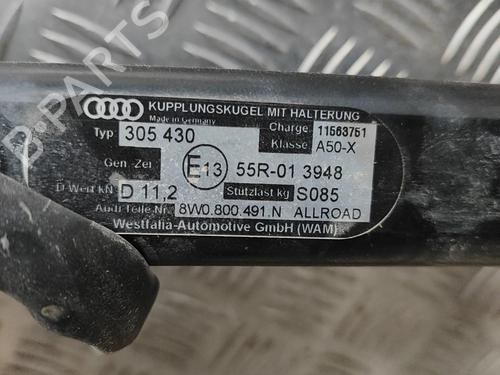 KUPPLUNGSKUGEL MIT HALTERUNG
Made in Germany
Charge 11563751
Typ 305 430
Klasse A50-X
Gen. Zei E13 55R-01 3948
D Wert kN D 11,2 Stützlast kg S085
Audi Teile Nr. 8W0.800.491.N ALLROAD
Westfalia-Automotive GmbH (WAM)
B-PARTS